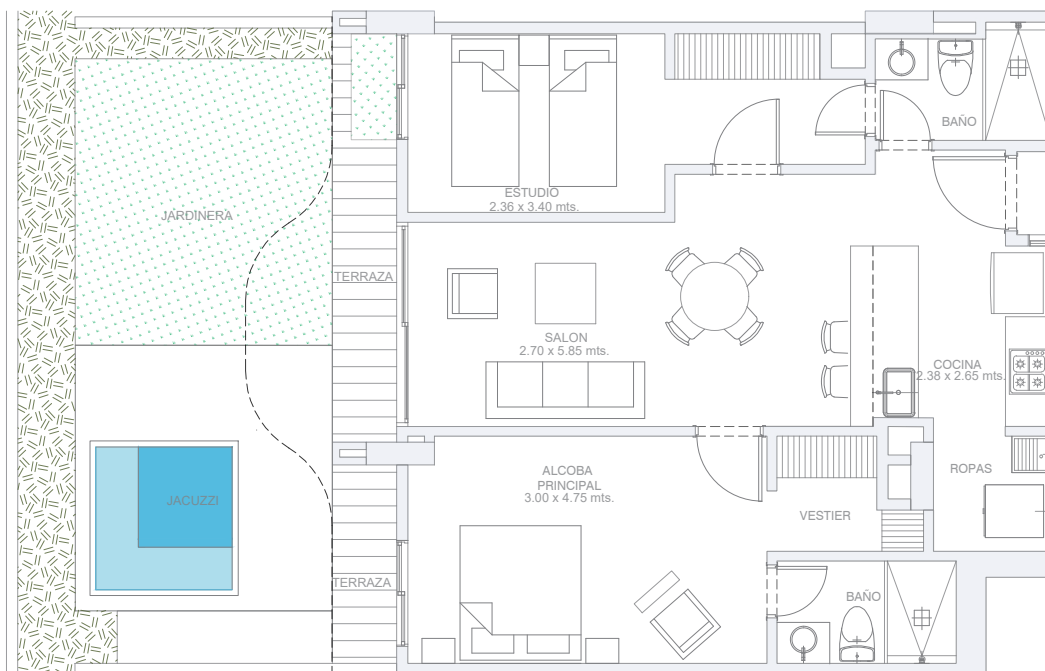 BAÑO
ESTUDIO
2.36 x 3.40 mts.
JARDINERA
TERRAZA
SALON
2.70 x 5.85 mts.
COCINA
2.38 x 2.65 mts.
ALCOBA
PRINCIPAL
3.00 x 4.75 mts.
ROPAS
JACUZZI
VESTIER
TERRAZA
BAÑO